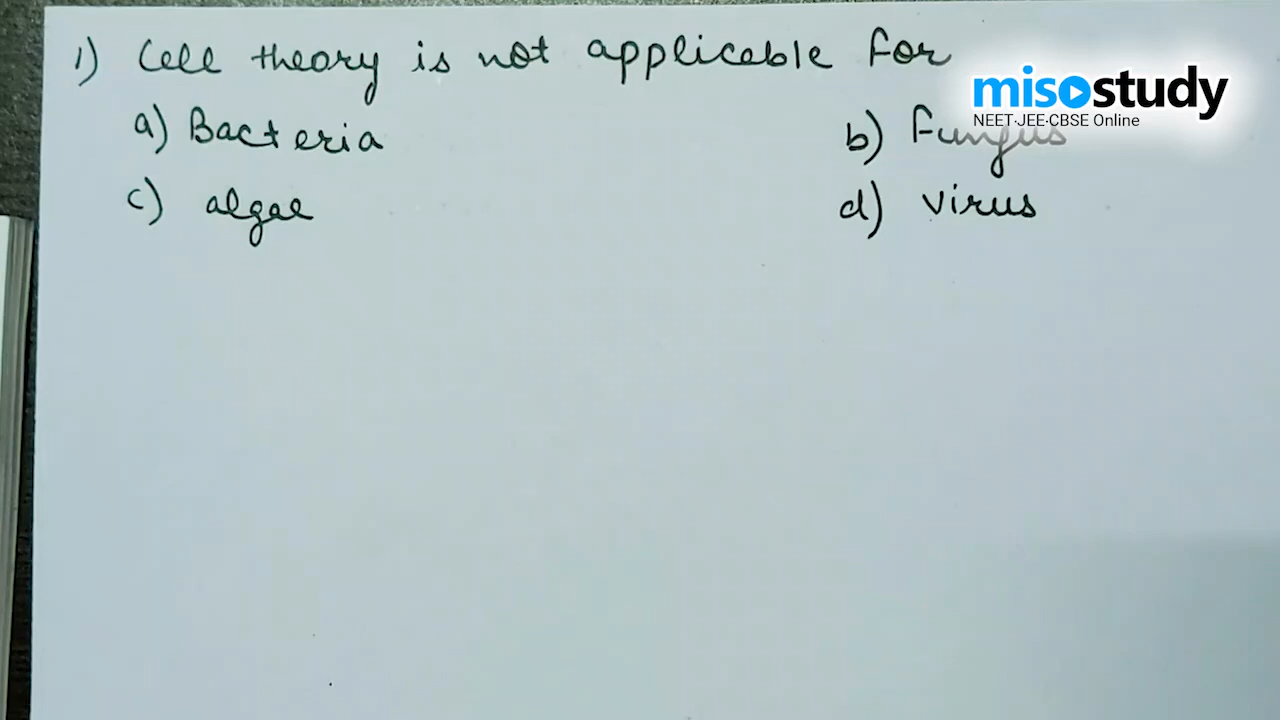 1) Cell theory is not applicable for
misostudy
NEET·JEE·CBSE Online
a) Bacteria b) Fungus
c) algae d) virus